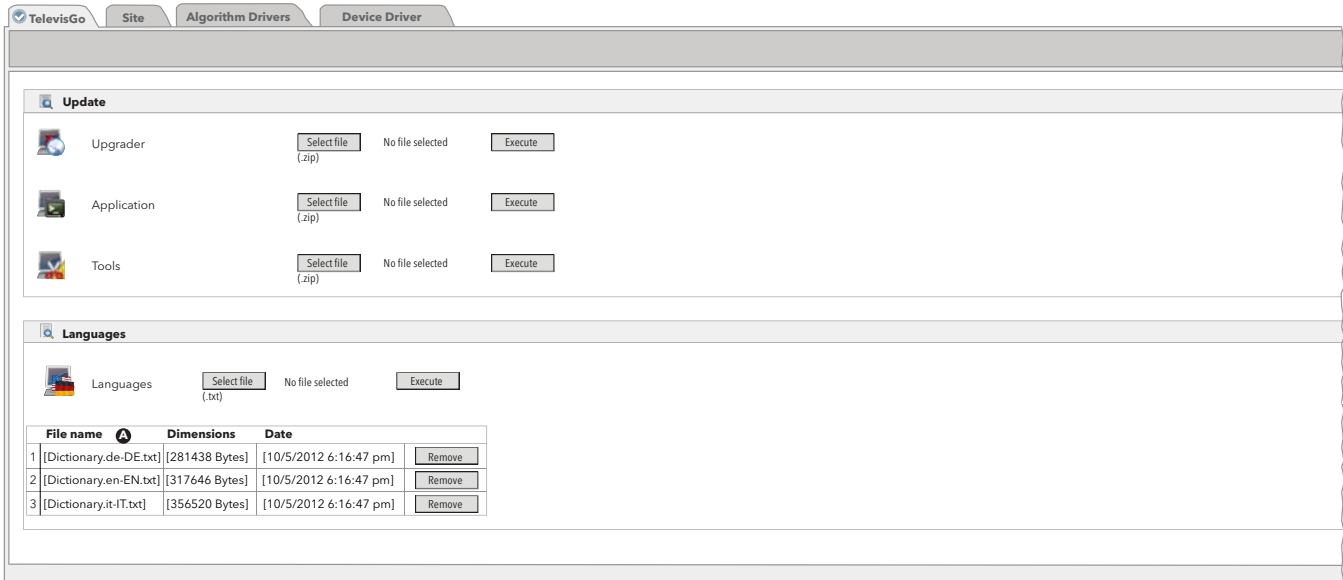 TelevisGo Site Algorithm Drivers Device Driver
Update
Upgrader Select file No file selected Execute
(.zip)
Application Select file No file selected Execute
(.zip)
Tools Select file No file selected Execute
(.zip)
Languages
Languages Select file No file selected Execute
(.txt)
File name A Dimensions Date
1 [Dictionary.de-DE.txt] [281438 Bytes] [10/5/2012 6:16:47 pm] Remove
2 [Dictionary.en-EN.txt] [317646 Bytes] [10/5/2012 6:16:47 pm] Remove
3 [Dictionary.it-IT.txt] [356520 Bytes] [10/5/2012 6:16:47 pm] Remove